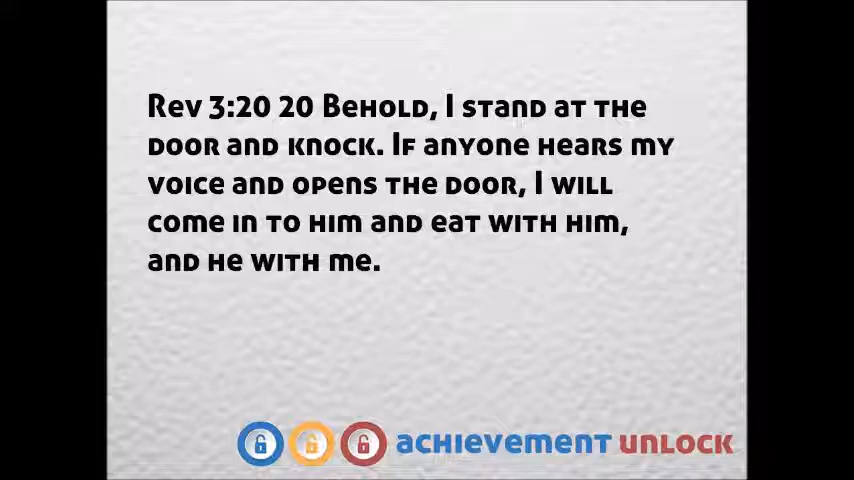 Rev 3:20 20 Behold, I stand at the
door and knock. If anyone hears my
voice and opens the door, I will
come in to him and eat with him,
and he with me.
achievement unlock